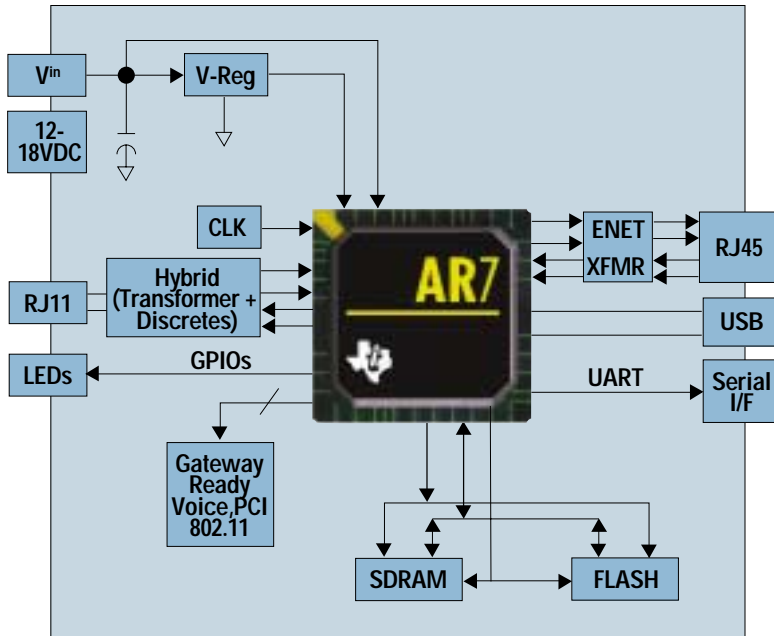 Vin
V-Reg
12-
18VDC
CLK
ENET
XFMR
RJ45
AR7
Hybrid
(Transformer +
Discretes)
RJ11
USB
GPIOs
LEDs
UART
Serial
I/F
Gateway
Ready
Voice,PCI
802.11
SDRAM
FLASH